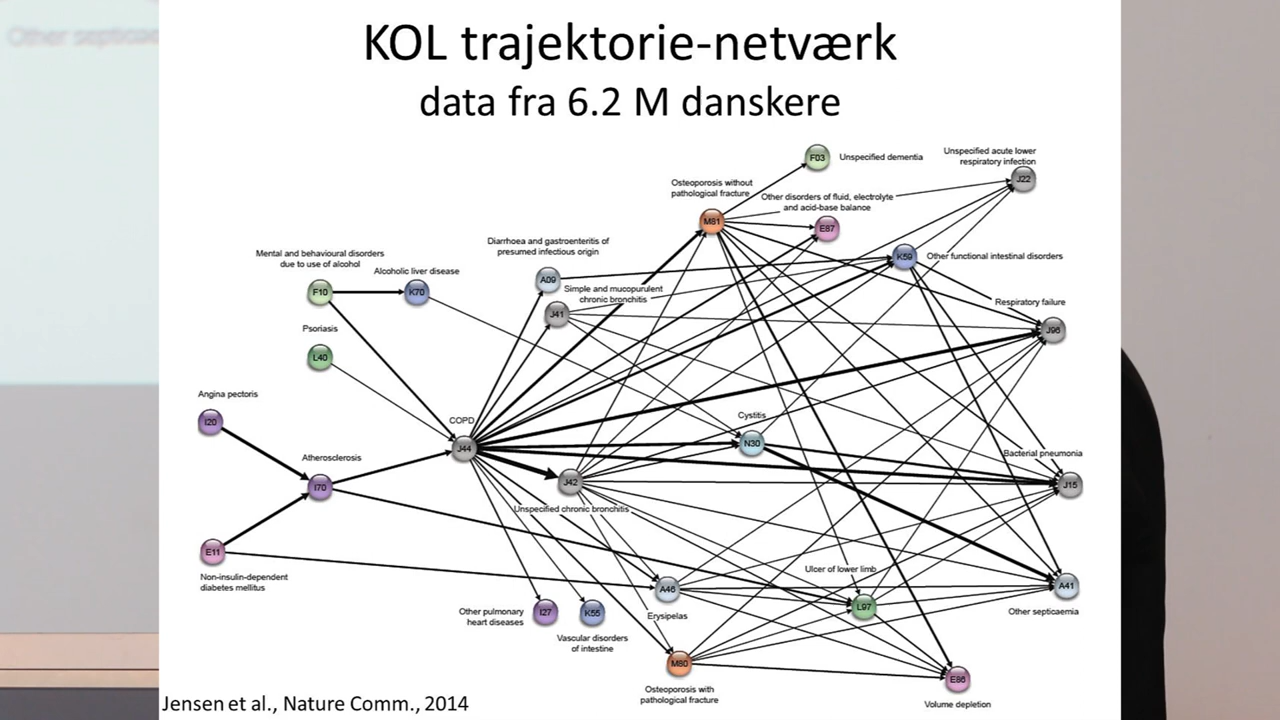 Other septicae
KOL trajektorie-netværk
data fra 6.2 M danskere
F03
Unspecified dementia
Unspecified acute lower
respiratory infection
J22
Osteoporosis without
pathological fracture
M81
Other disorders of fluid, electrolyte
and acid-base balance
E87
Diarrhoea and gastroenteritis of
presumed infectious origin
K59
Other functional intestinal disorders
Mental and behavioural disorders
due to use of alcohol
Alcoholic liver disease
A09
Simple and mucopurulent
chronic bronchitis
F10
K70
J41
Respiratory failure
J96
Psoriasis
L40
Angina pectoris
I20
COPD
J44
Cystitis
N30
Atherosclerosis
I70
Bacterial pneumonia
J15
J42
Unspecified chronic bronchitis
E11
Non-insulin-dependent
diabetes mellitus
Ulcer of lower limb
A46
Erysipelas
L97
A41
Other septicaemia
Other pulmonary
heart diseases
I27
K55
Vascular disorders
of intestine
M80
Osteoporosis with
pathological fracture
E86
Volume depletion
Jensen et al., Nature Comm., 2014